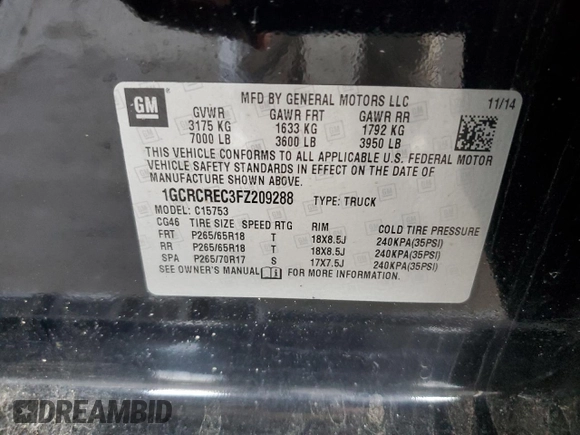 GM
MFD BY GENERAL MOTORS LLC 11/14
GVWR GAWR FRT GAWR RR
3175 KG 1633 KG 1792 KG
7000 LB 3600 LB 3950 LB
THIS VEHICLE CONFORMS TO ALL APPLICABLE U.S. FEDERAL MOTOR
VEHICLE SAFETY STANDARDS IN EFFECT ON THE DATE OF
MANUFACTURE SHOWN ABOVE.
1GCRCREC3FZ209288 TYPE: TRUCK
MODEL: C15753
CG46 TIRE SIZE SPEED RTG RIM COLD TIRE PRESSURE
FRT P265/65R18 T 18X8.5J 240KPA(35PSI)
RR P265/65R18 T 18X8.5J 240KPA(35PSI)
SPA P265/70R17 S 17X7.5J 240KPA(35PSI)
SEE OWNER'S MANUAL FOR MORE INFORMATION.
DREAMBID